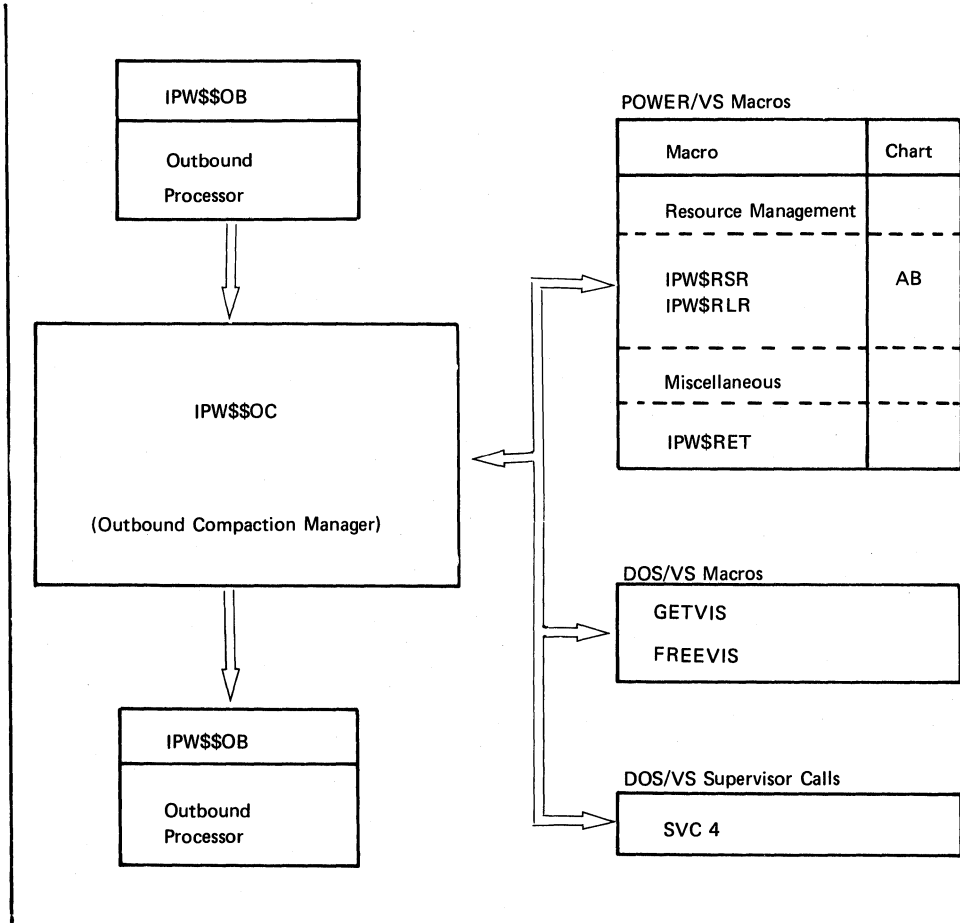 IPW$$OB
Outbound
Processor
IPW$$OC
(Outbound Compaction Manager)
IPW$$OB
Outbound
Processor
POWER/VS Macros
Macro Chart
Resource Management
IPW$RSR AB
IPW$RLR
Miscellaneous
IPW$RET
DOS/VS Macros
GETVIS
FREEVIS
DOS/VS Supervisor Calls
SVC 4